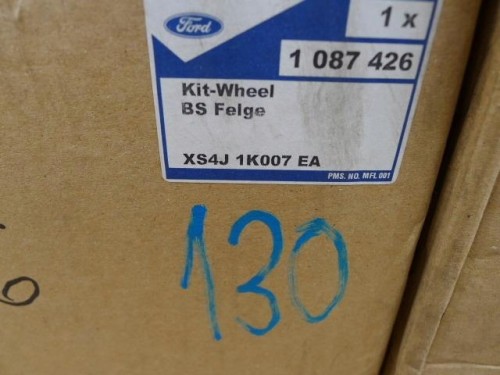 Ford
1 x
1 087 426
Kit-Wheel
BS Felge
XS4J 1K007 EA
PMS. NO. MFL 001
130